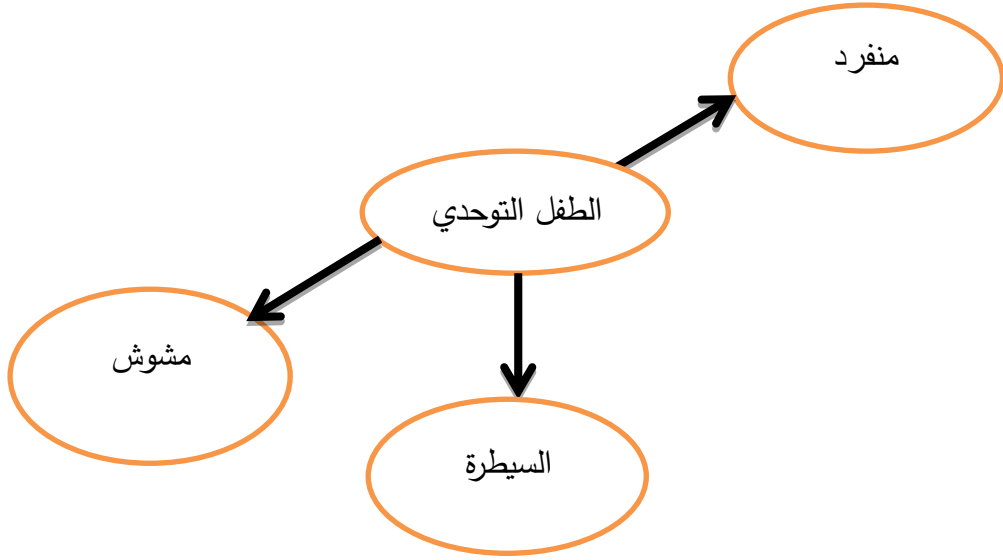 منفرد
الطفل التوحدي
مشوش
السيطرة